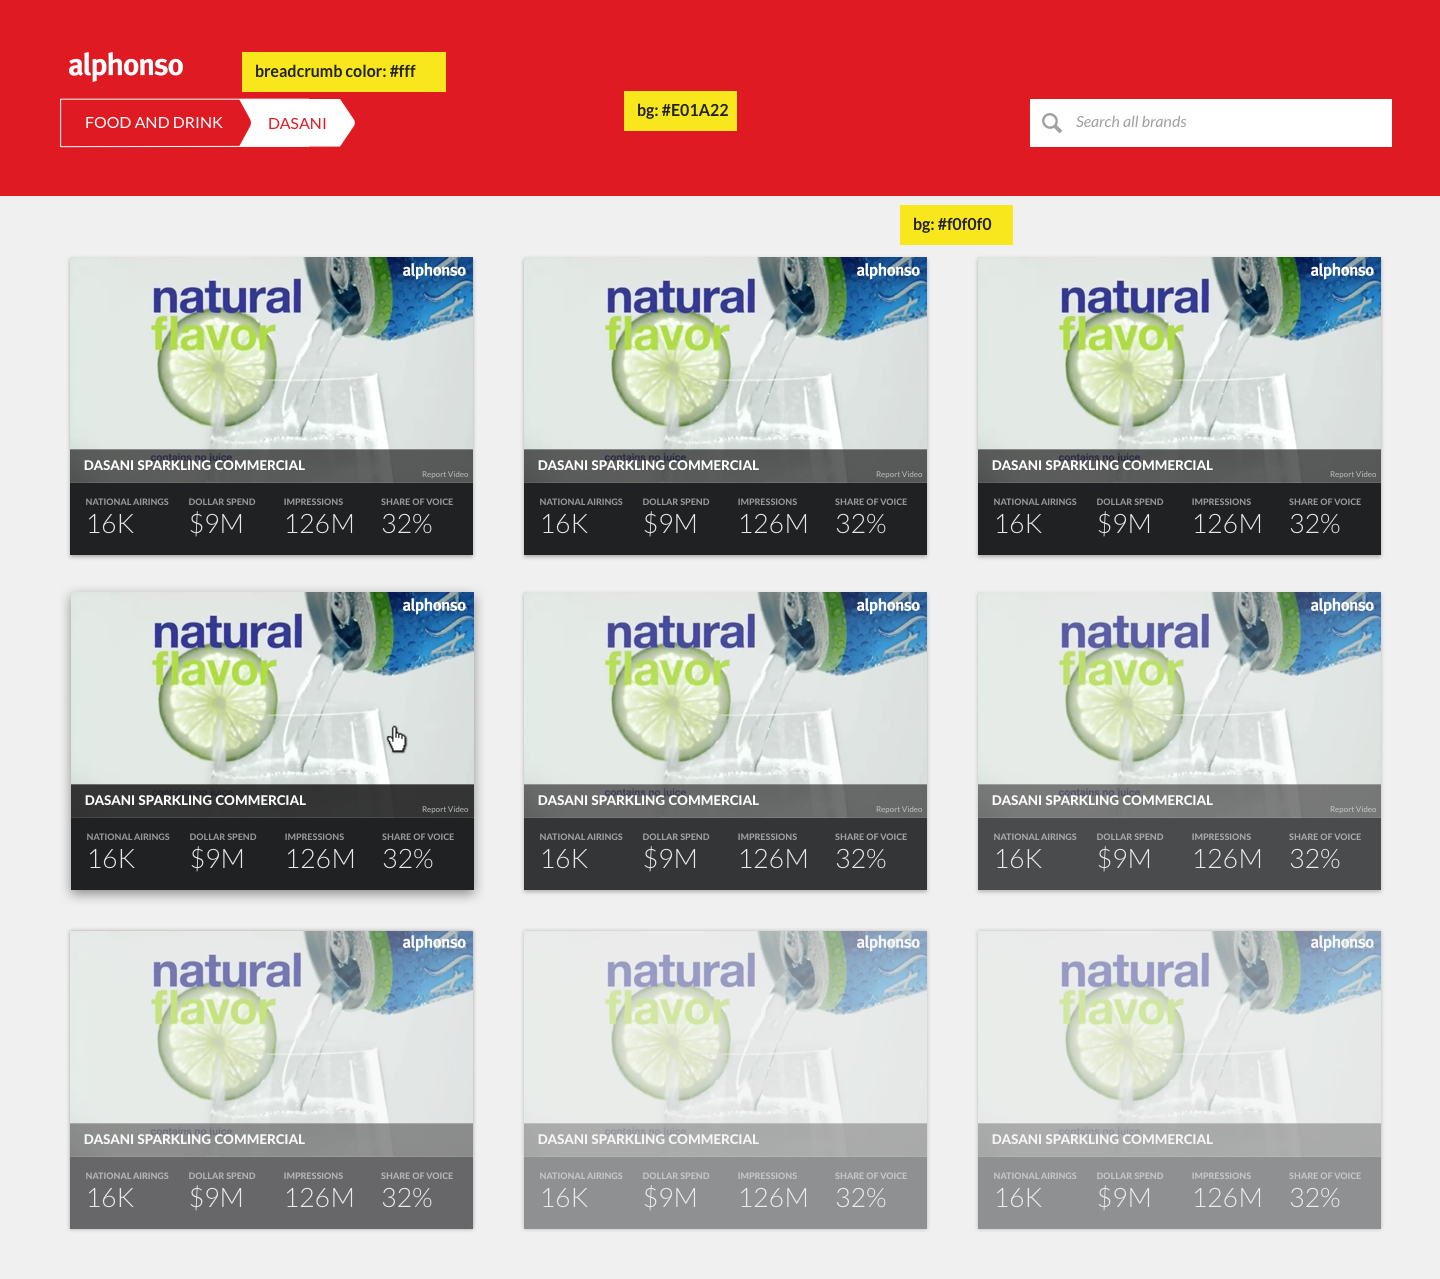 alphonso
breadcrumb color: #fff
bg: #E01A22
FOOD AND DRINK
DASANI
Search all brands
bg: #f0f0f0
alphonso
natural
flavor
contains no juice
DASANI SPARKLING COMMERCIAL
Report Video
NATIONAL AIRINGS DOLLAR SPEND IMPRESSIONS SHARE OF VOICE
16K $9M 126M 32%
alphonso
natural
flavor
contains no juice
DASANI SPARKLING COMMERCIAL
Report Video
NATIONAL AIRINGS DOLLAR SPEND IMPRESSIONS SHARE OF VOICE
16K $9M 126M 32%
alphonso
natural
flavor
contains no juice
DASANI SPARKLING COMMERCIAL
Report Video
NATIONAL AIRINGS DOLLAR SPEND IMPRESSIONS SHARE OF VOICE
16K $9M 126M 32%
alphonso
natural
flavor
DASANI SPARKLING COMMERCIAL
Report Video
NATIONAL AIRINGS DOLLAR SPEND IMPRESSIONS SHARE OF VOICE
16K $9M 126M 32%
alphonso
natural
flavor
contains no juice
DASANI SPARKLING COMMERCIAL
Report Video
NATIONAL AIRINGS DOLLAR SPEND IMPRESSIONS SHARE OF VOICE
16K $9M 126M 32%
alphonso
natural
flavor
contains no juice
DASANI SPARKLING COMMERCIAL
Report Video
NATIONAL AIRINGS DOLLAR SPEND IMPRESSIONS SHARE OF VOICE
16K $9M 126M 32%
alphonso
natural
flavor
contains no juice
DASANI SPARKLING COMMERCIAL
NATIONAL AIRINGS DOLLAR SPEND IMPRESSIONS SHARE OF VOICE
16K $9M 126M 32%
alphonso
natural
flavor
contains no juice
DASANI SPARKLING COMMERCIAL
NATIONAL AIRINGS DOLLAR SPEND IMPRESSIONS SHARE OF VOICE
16K $9M 126M 32%
alphonso
natural
flavor
contains no juice
DASANI SPARKLING COMMERCIAL
NATIONAL AIRINGS DOLLAR SPEND IMPRESSIONS SHARE OF VOICE
16K $9M 126M 32%